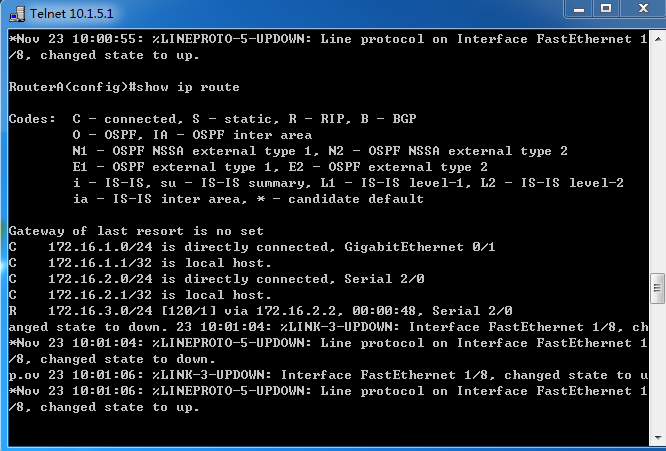 Telnet 10.1.5.1
*Nov 23 10:00:55: %LINEPROTO-5-UPDOWN: Line protocol on Interface FastEthernet 1
/8, changed state to up.
RouterA(config)#show ip route
Codes:  C - connected, S - static, R - RIP, B - BGP
        O - OSPF, IA - OSPF inter area
        N1 - OSPF NSSA external type 1, N2 - OSPF NSSA external type 2
        E1 - OSPF external type 1, E2 - OSPF external type 2
        i - IS-IS, su - IS-IS summary, L1 - IS-IS level-1, L2 - IS-IS level-2
        ia - IS-IS inter area, * - candidate default
Gateway of last resort is no set
C    172.16.1.0/24 is directly connected, GigabitEthernet 0/1
C    172.16.1.1/32 is local host.
C    172.16.2.0/24 is directly connected, Serial 2/0
C    172.16.2.1/32 is local host.
R    172.16.3.0/24 [120/1] via 172.16.2.2, 00:00:48, Serial 2/0
anged state to down. 23 10:01:04: %LINK-3-UPDOWN: Interface FastEthernet 1/8, ch
*Nov 23 10:01:04: %LINEPROTO-5-UPDOWN: Line protocol on Interface FastEthernet 1
/8, changed state to down.
p.ov 23 10:01:06: %LINK-3-UPDOWN: Interface FastEthernet 1/8, changed state to u
*Nov 23 10:01:06: %LINEPROTO-5-UPDOWN: Line protocol on Interface FastEthernet 1
/8, changed state to up.